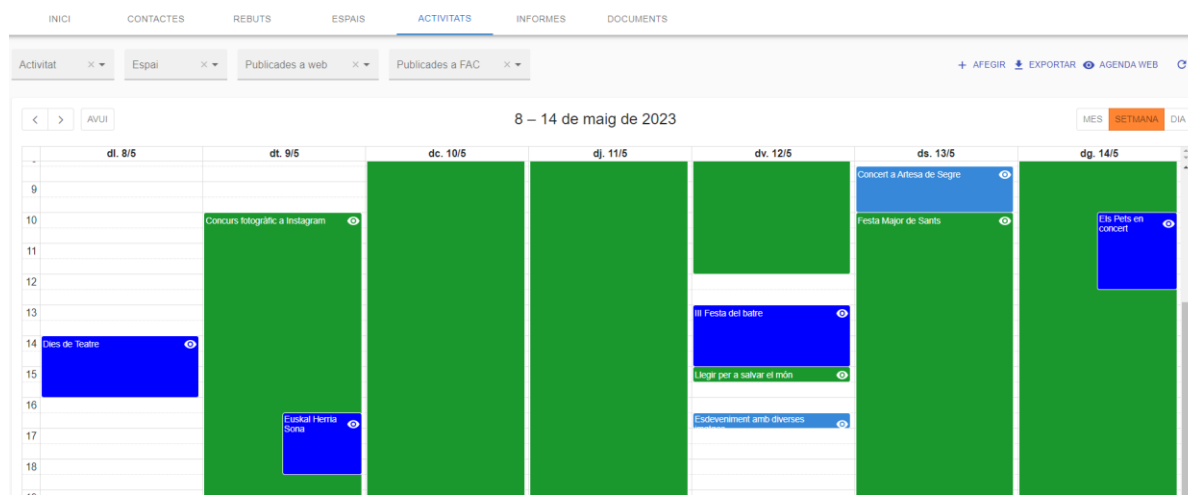 INICI CONTACTES REBUTS ESPAIS ACTIVITATS INFORMES DOCUMENTS
Activitat Espai Publicades a web Publicades a FAC + AFEGIR EXPORTAR AGENDA WEB
AVUI 8 – 14 de maig de 2023 MES SETMANA DIA
dl. 8/5 dt. 9/5 dc. 10/5 dj. 11/5 dv. 12/5 ds. 13/5 dg. 14/5
Concert a Artesa de Segre
9
10 Concurs fotogràfic a Instagram Festa Major de Sants Els Pets en
concert
11
12
13 III Festa del batre
14 Dies de Teatre
15 Llegir per a salvar el món
16
Euskal Herria Esdeveniment amb diverses
Sona
17
18